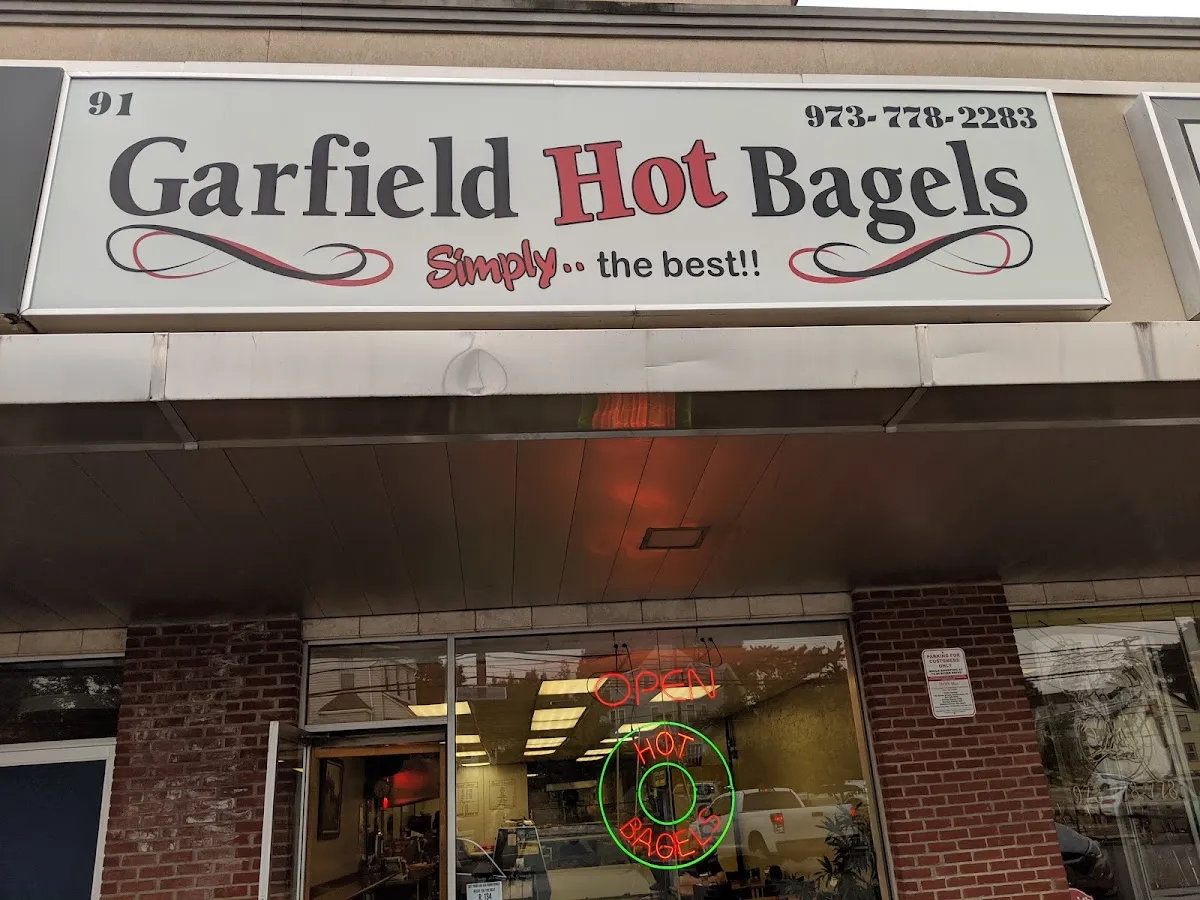 91
973-778-2283
Garfield Hot Bagels
Simply.. the best!!
OPEN
HOT
BAGELS
PARKING FOR
CUSTOMERS
ONLY